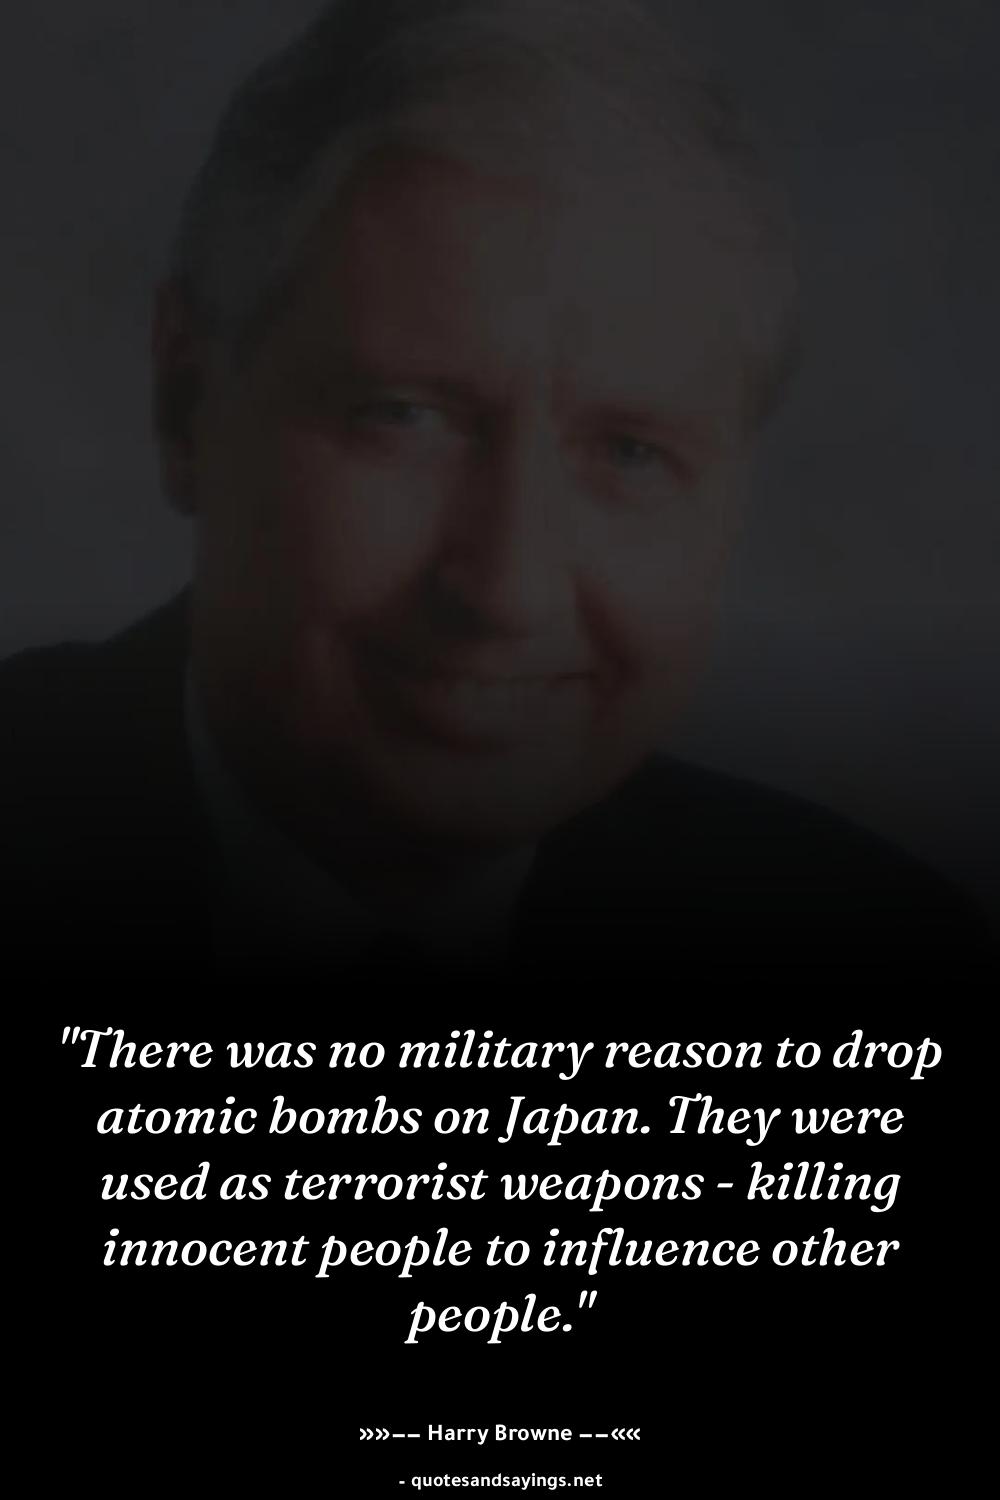 "There was no military reason to drop
atomic bombs on Japan. They were
used as terrorist weapons - killing
innocent people to influence other
people."
»»−− Harry Browne −−««
- quotesandsayings.net